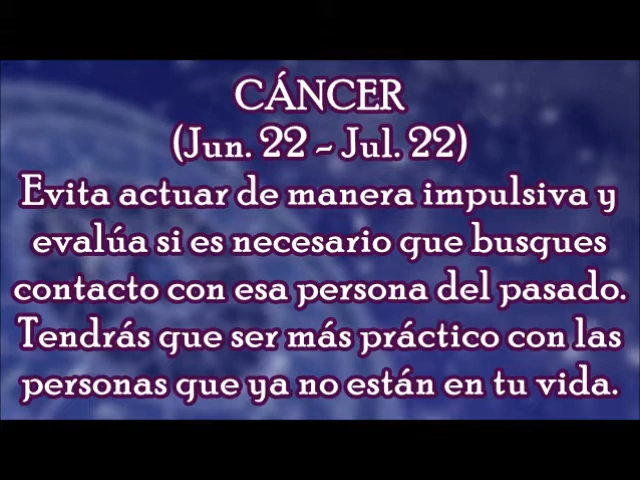 CÁNCER
(Jun. 22 - Jul. 22)
Evita actuar de manera impulsiva y
evalúa si es necesario que busques
contacto con esa persona del pasado.
Tendrás que ser más práctico con las
personas que ya no están en tu vida.